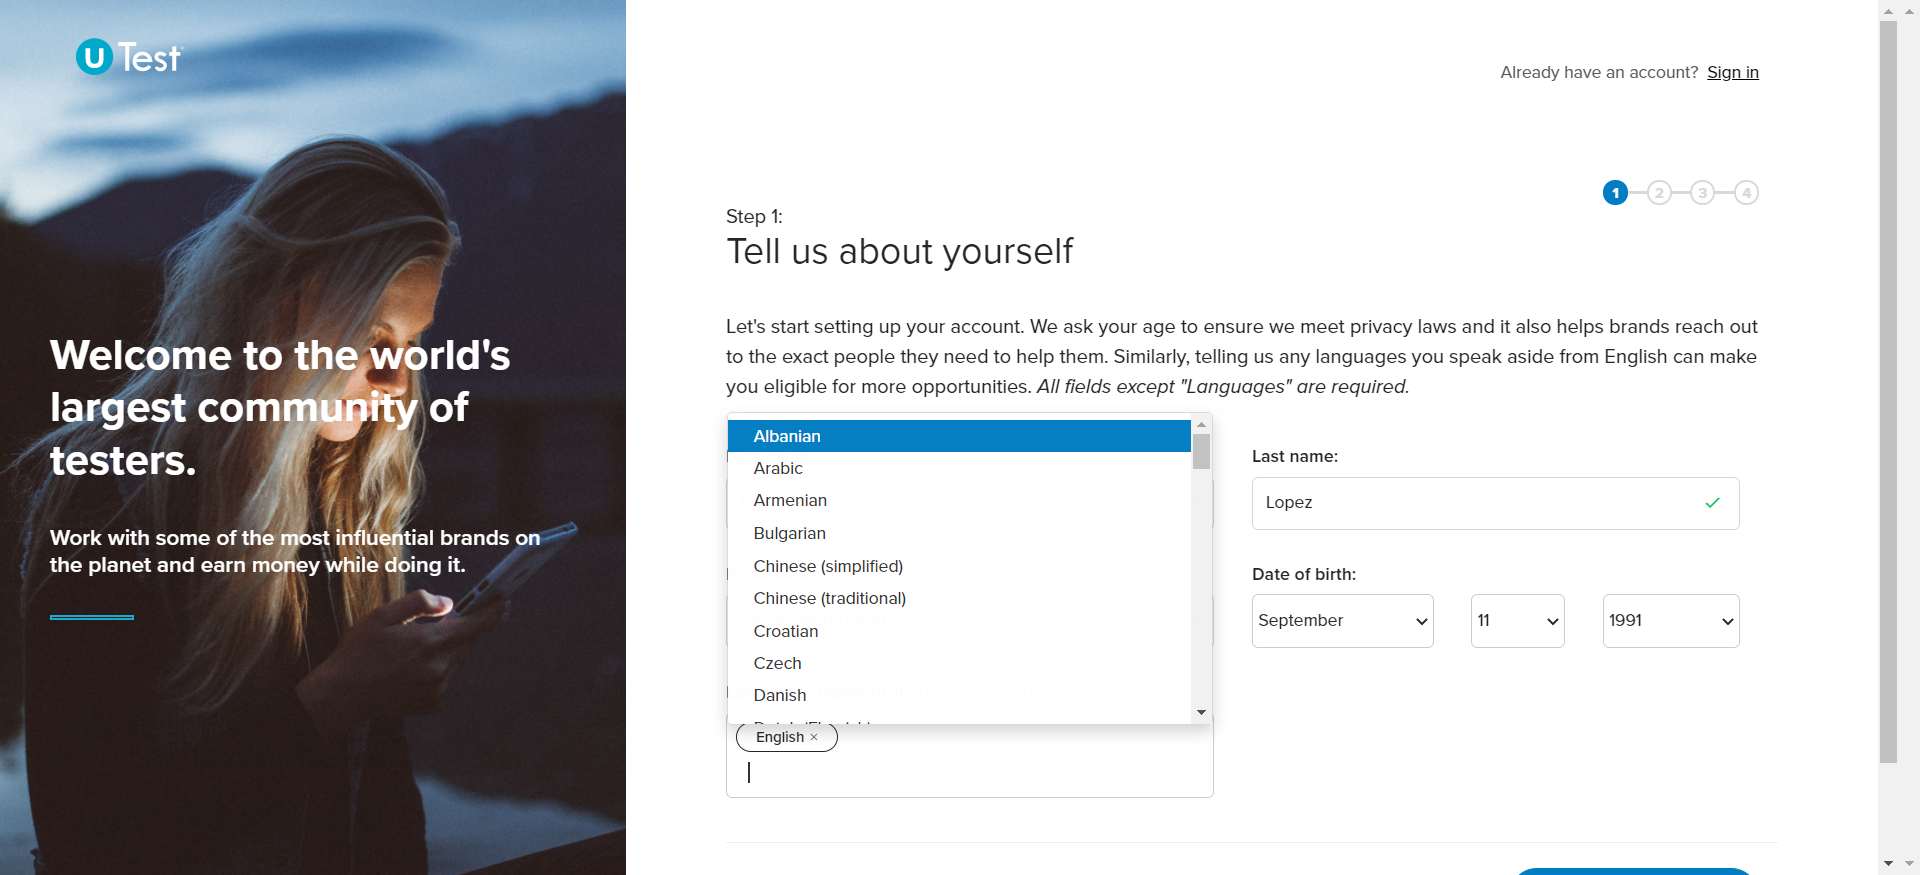 U Test
Welcome to the world's
largest community of
testers.
Work with some of the most influential brands on
the planet and earn money while doing it.
Already have an account? Sign in
1 2 3 4
Step 1:
Tell us about yourself
Let's start setting up your account. We ask your age to ensure we meet privacy laws and it also helps brands reach out
to the exact people they need to help them. Similarly, telling us any languages you speak aside from English can make
you eligible for more opportunities. All fields except "Languages" are required.
Albanian
Arabic
Armenian
Bulgarian
Chinese (simplified)
Chinese (traditional)
Croatian
Czech
Danish
English ×
Last name:
Lopez
Date of birth:
September 11 1991